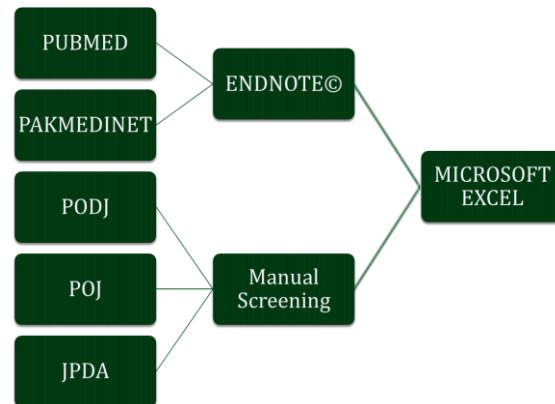 PUBMED
PAKMEDINET
PODJ
POJ
JPDA
ENDNOTE©
Manual
Screening
MICROSOFT
EXCEL